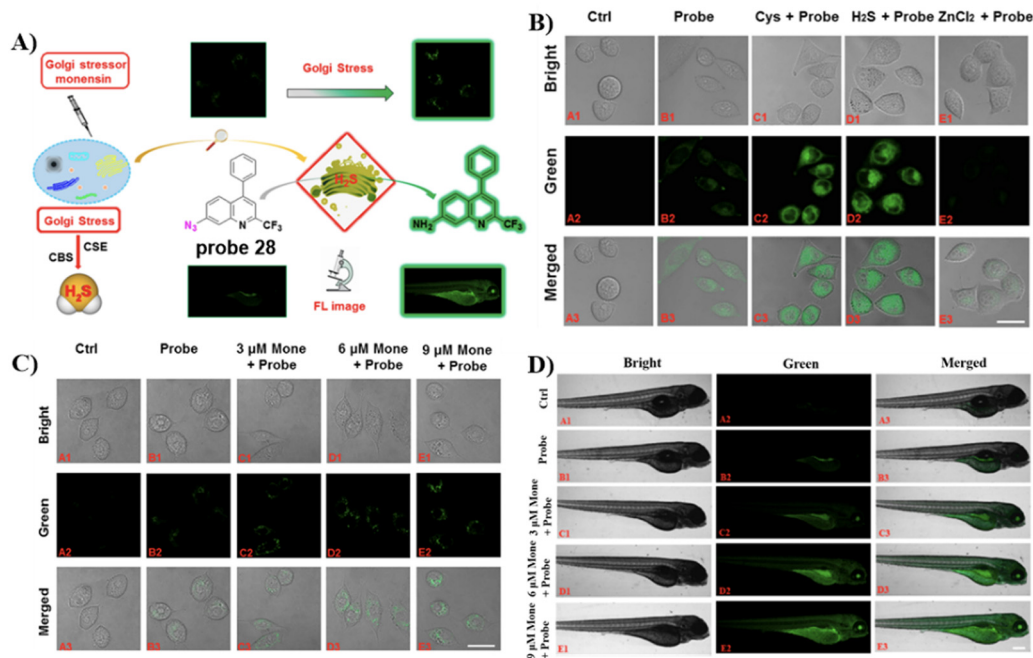 A)
Golgi stressor
monensin
Golgi Stress
CBS
CSE
H2S
Golgi Stress
N3
N
CF3
probe 28
H2S
NH2
N
CF3
FL image
B)
Ctrl
Probe
Cys + Probe
H2S + Probe
ZnCl2 + Probe
Bright
A1
B1
C1
D1
E1
Green
A2
B2
C2
D2
E2
Merged
A3
B3
C3
D3
E3
C)
Ctrl
Probe
3 μM Mone + Probe
6 μM Mone + Probe
9 μM Mone + Probe
Bright
A1
B1
C1
D1
E1
Green
A2
B2
C2
D2
E2
Merged
A3
B3
C3
D3
E3
D)
Bright
Green
Merged
Ctrl
A1
A2
A3
Probe
B1
B2
B3
3 μM Mone + Probe
C1
C2
C3
6 μM Mone + Probe
D1
D2
D3
9 μM Mone + Probe
E1
E2
E3